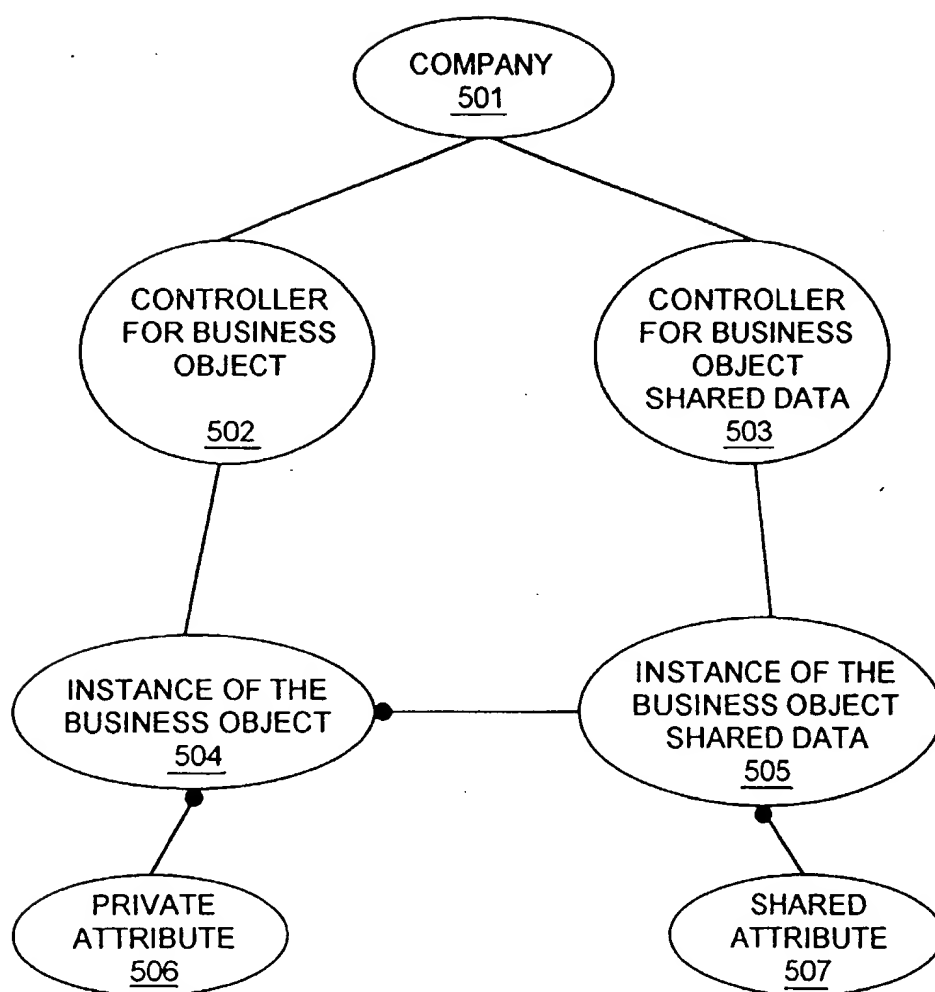 COMPANY
501
CONTROLLER
FOR BUSINESS
OBJECT
502
CONTROLLER
FOR BUSINESS
OBJECT
SHARED DATA
503
INSTANCE OF THE
BUSINESS OBJECT
504
INSTANCE OF THE
BUSINESS OBJECT
SHARED DATA
505
PRIVATE
ATTRIBUTE
506
SHARED
ATTRIBUTE
507